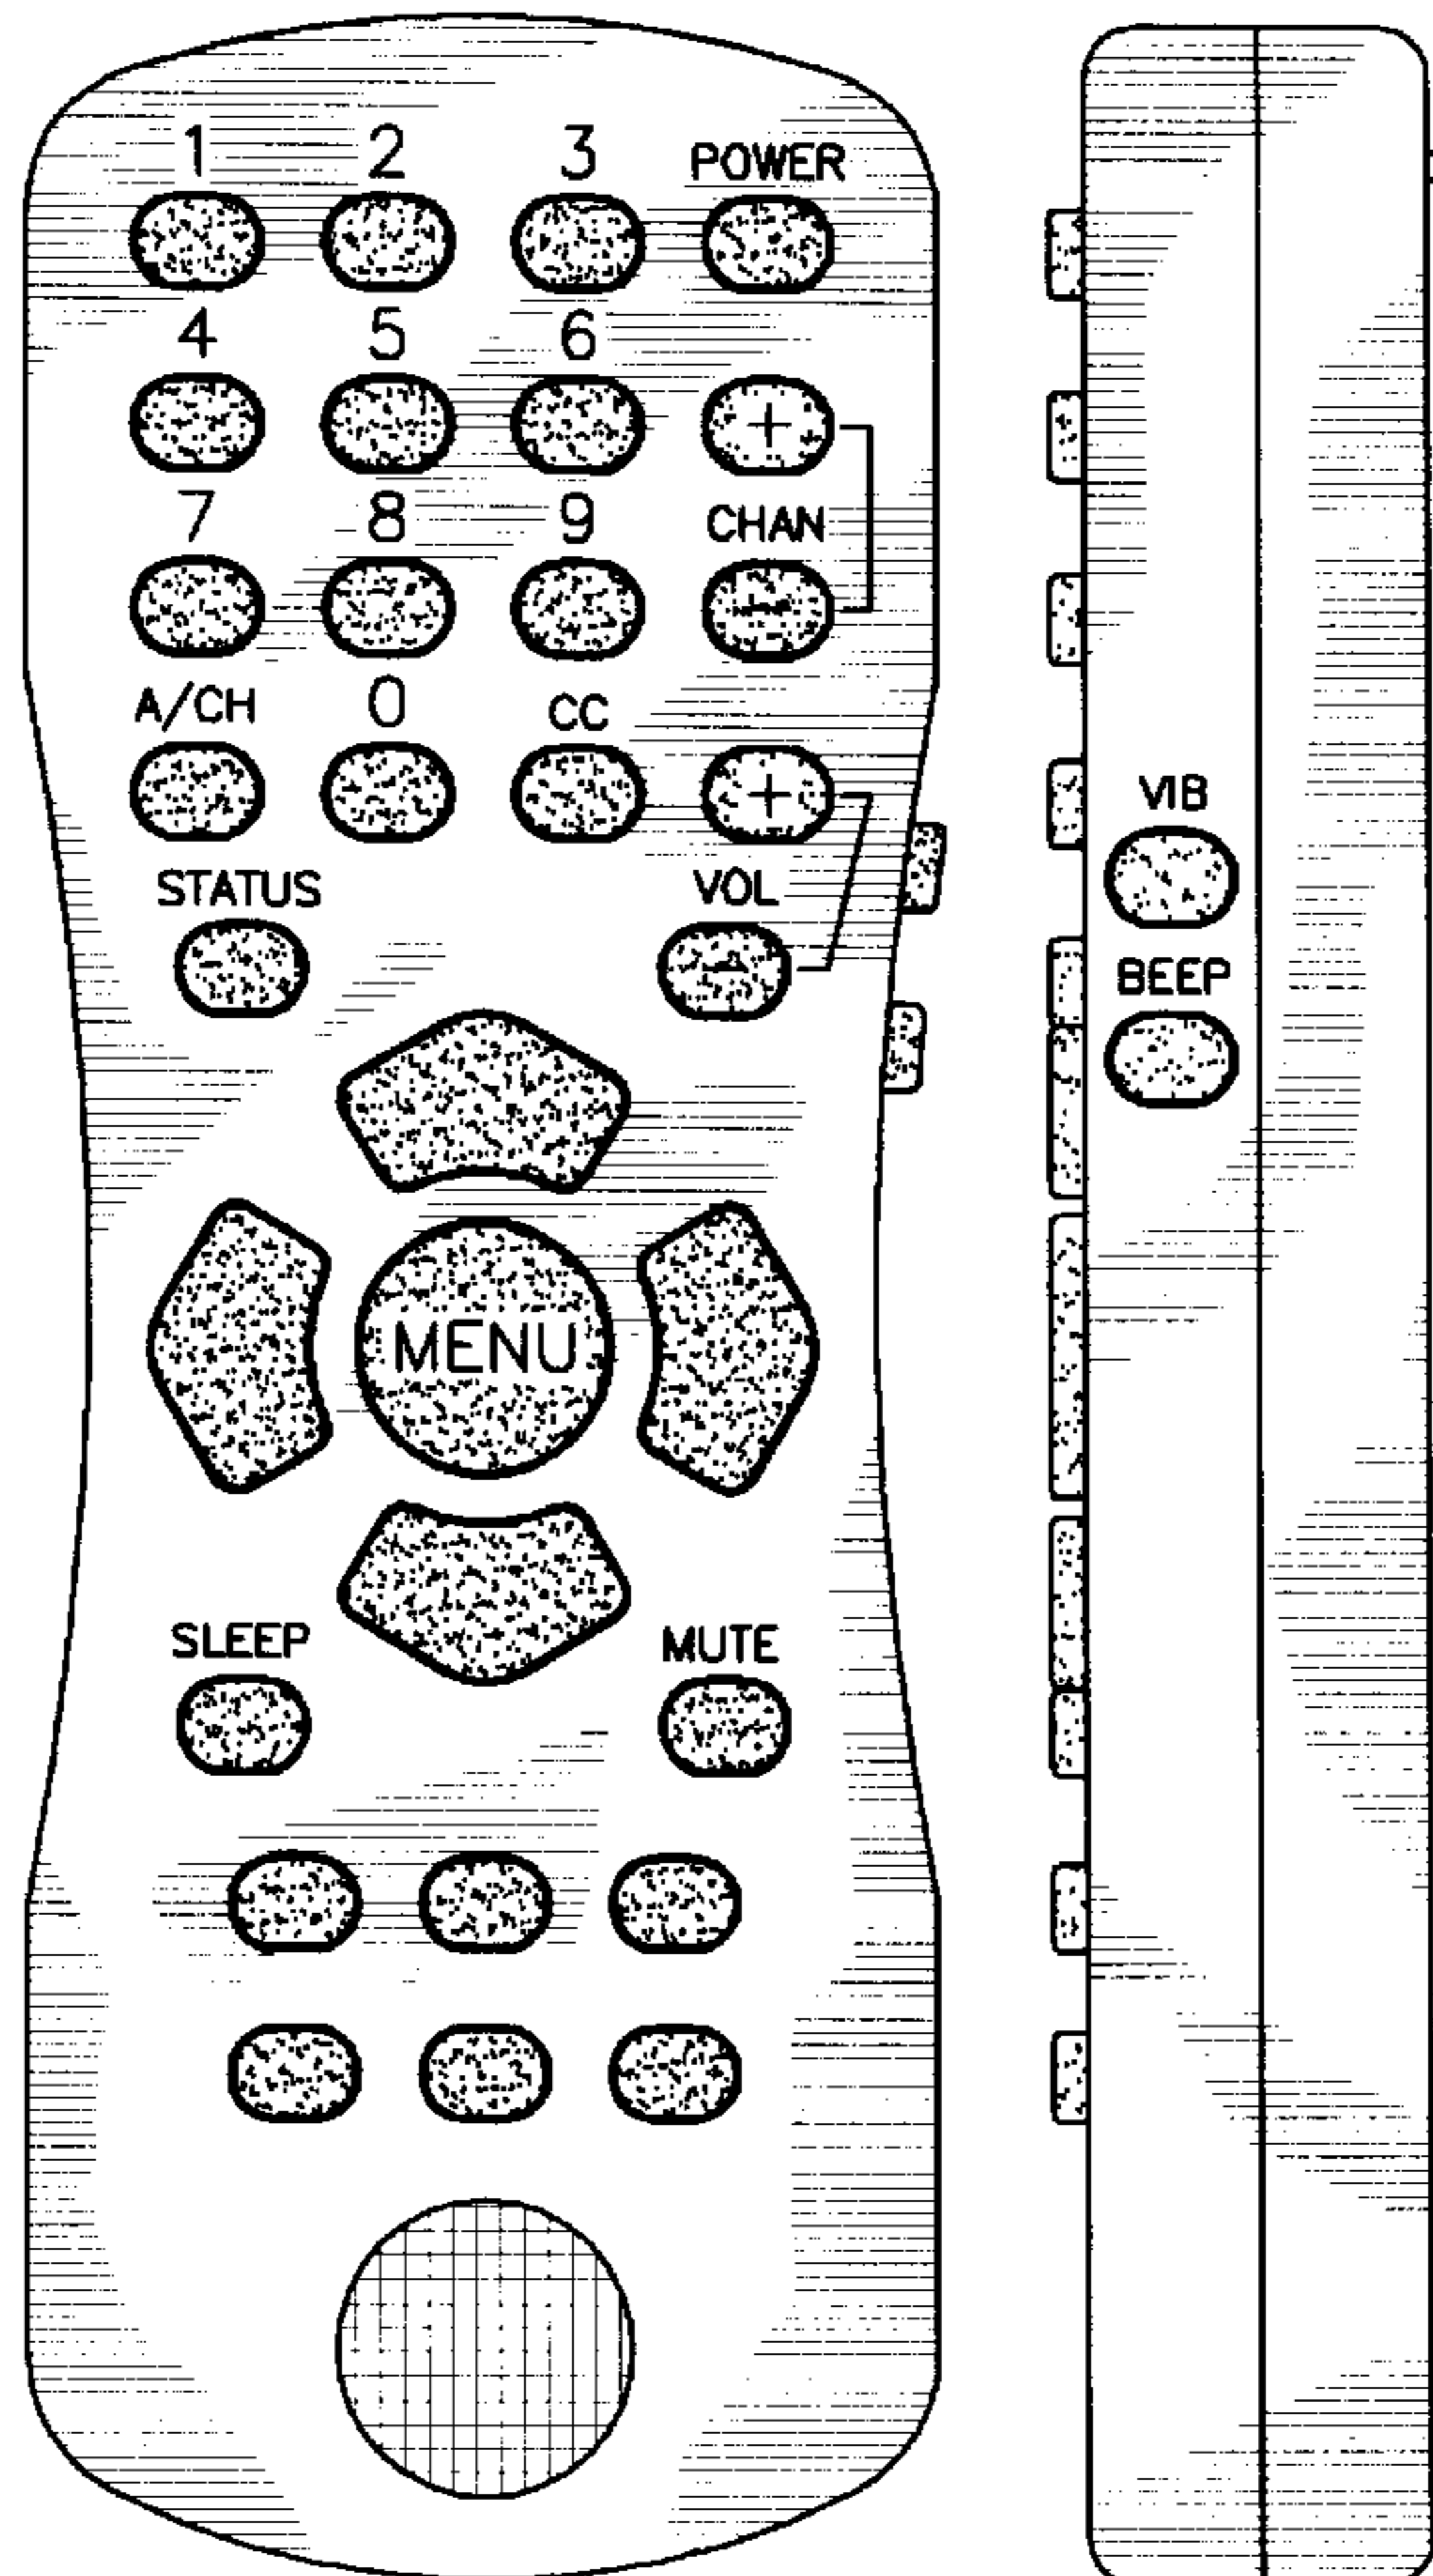 1 2 3 POWER
4 5 6
+
7 8 9 CHAN
-
A/CH 0 CC
+
STATUS VOL
-
MENU
SLEEP MUTE
VIB
BEEP